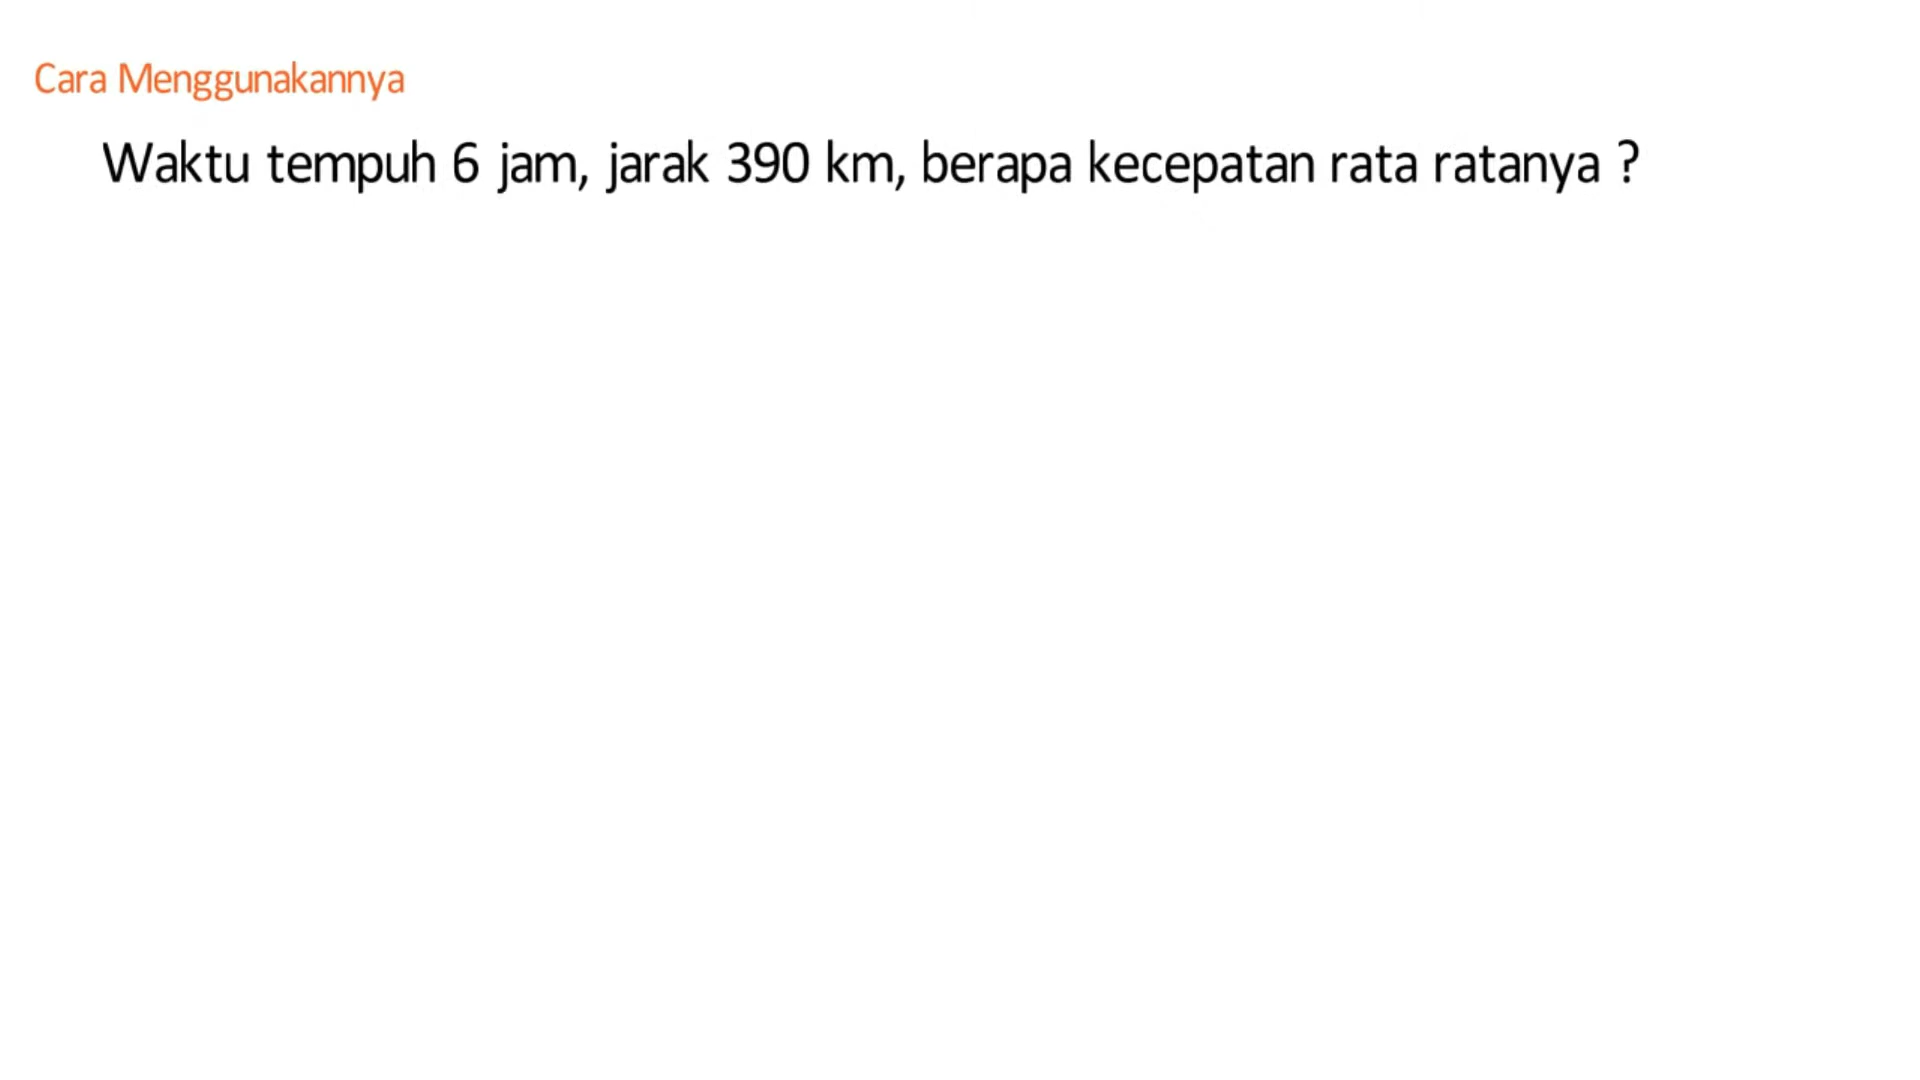 Cara Menggunakannya
Waktu tempuh 6 jam, jarak 390 km, berapa kecepatan rata ratanya ?